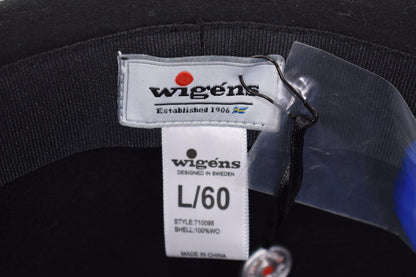 wigéns
Established 1906
wigéns
DESIGNED IN SWEDEN
L/60
STYLE:710095
SHELL:100%WO
MADE IN CHINA